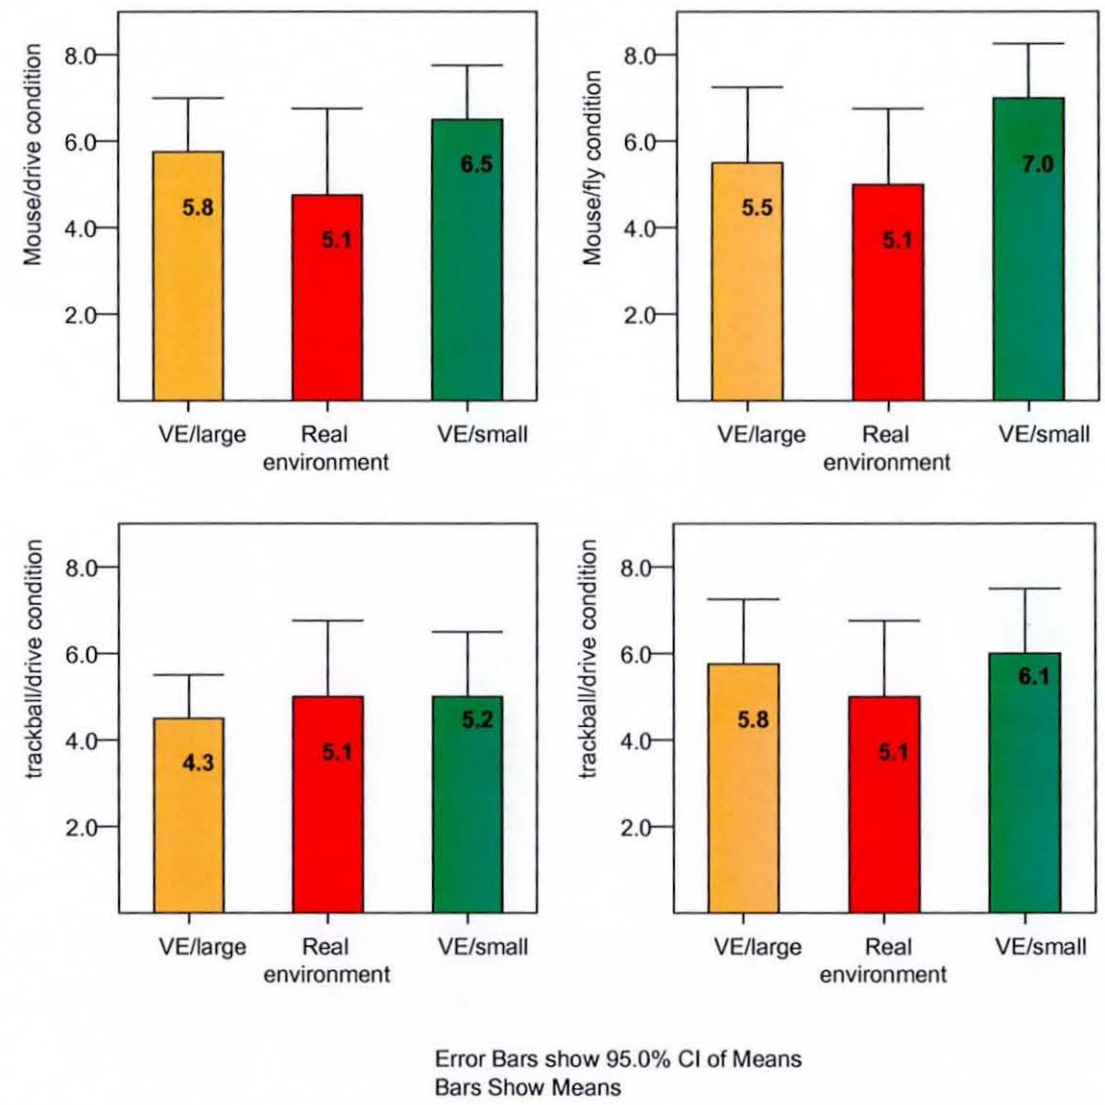 Mouse/drive condition
8.0
6.0
4.0
2.0
5.8
5.1
6.5
VE/large
Real
environment
VE/small
Mouse/fly condition
8.0
6.0
4.0
2.0
5.5
5.1
7.0
VE/large
Real
environment
VE/small
trackball/drive condition
8.0
6.0
4.0
2.0
4.3
5.1
5.2
VE/large
Real
environment
VE/small
trackball/drive condition
8.0
6.0
4.0
2.0
5.8
5.1
6.1
VE/large
Real
environment
VE/small
Error Bars show 95.0% CI of Means
Bars Show Means